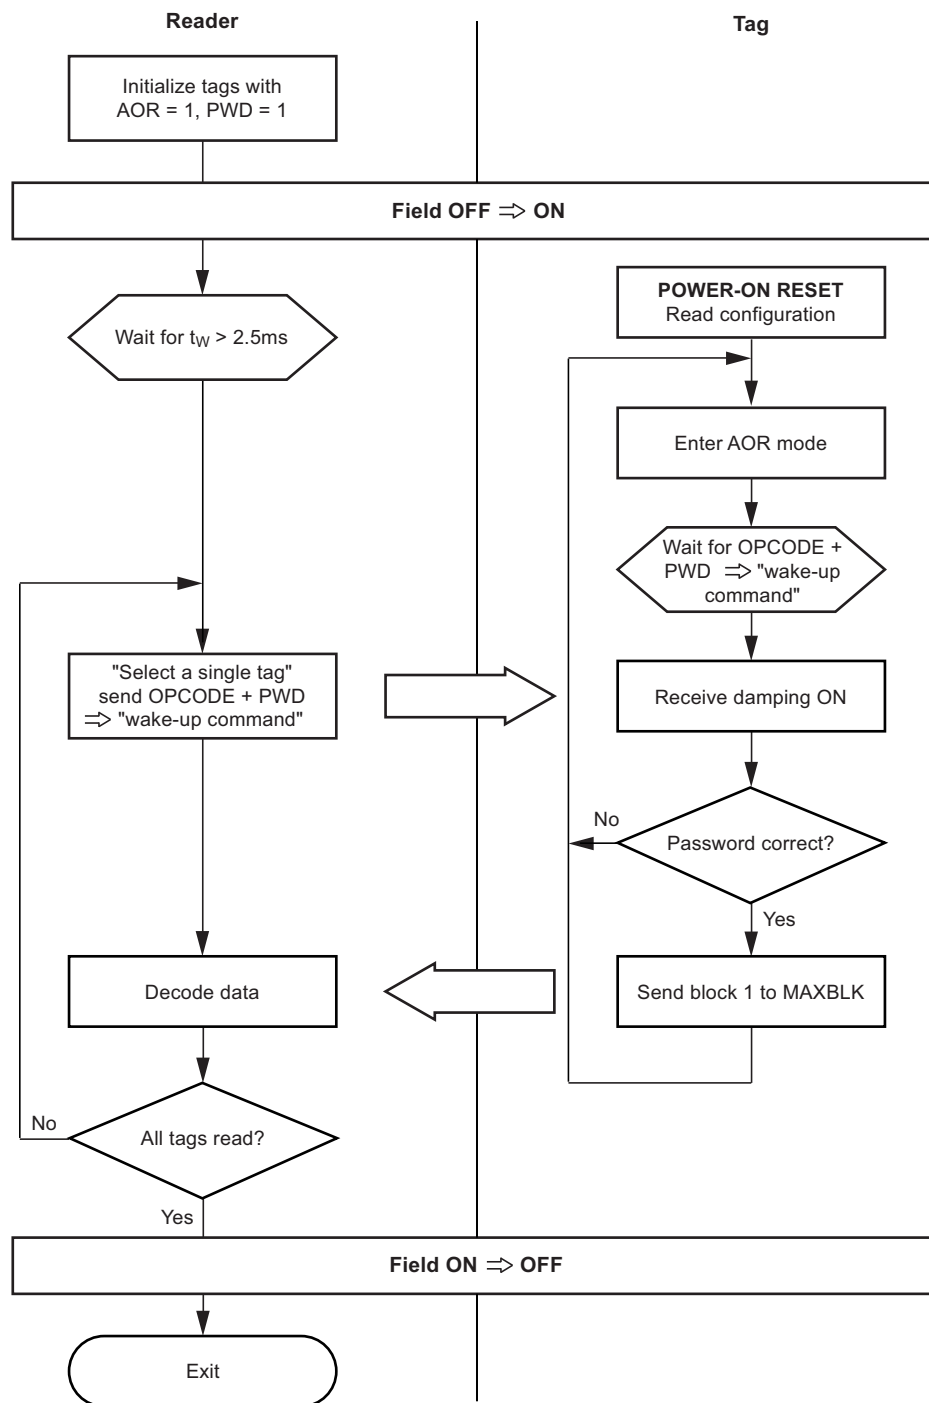 Reader
Tag
Initialize tags with
AOR = 1, PWD = 1
Field OFF ⇒ ON
Wait for tW > 2.5ms
POWER-ON RESET
Read configuration
Enter AOR mode
Wait for OPCODE +
PWD ⇒ "wake-up
command"
"Select a single tag"
send OPCODE + PWD
⇒ "wake-up command"
Receive damping ON
No
Password correct?
Yes
Decode data
Send block 1 to MAXBLK
No
All tags read?
Yes
Field ON ⇒ OFF
Exit